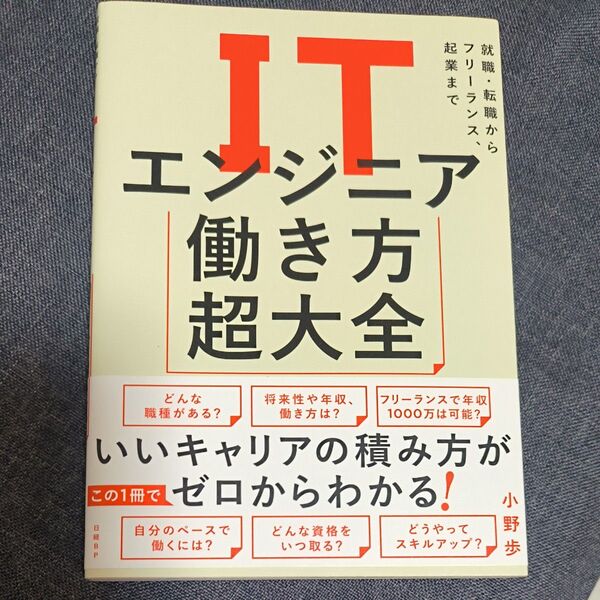 就職・転職から
フリーランス、
起業まで
IT
エンジニア
働き方
超大全
どんな
職種がある?
将来性や年収、
働き方は?
フリーランスで年収
1000万は可能?
いいキャリアの積み方が
この1冊で
ゼロからわかる!
小野歩
自分のペースで
働くには?
どんな資格を
いつ取る?
どうやって
スキルアップ?
日経BP